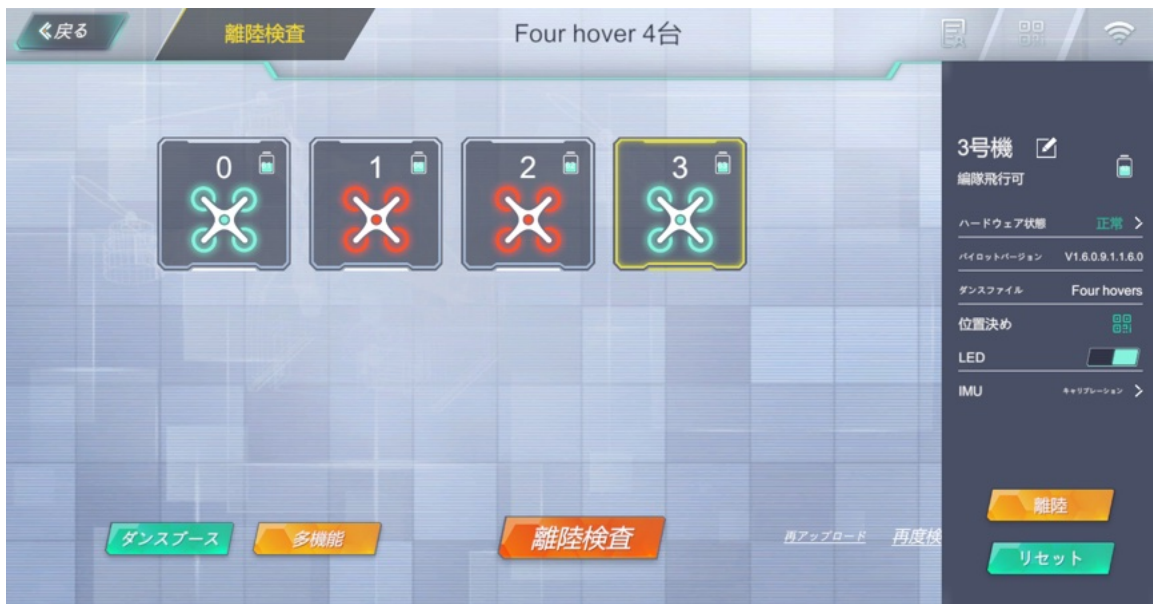 戻る
離陸検査
Four hover 4台
0
1
2
3
3号機
編隊飛行可
ハードウェア状態 正常
パイロットバージョン V1.6.0.9.1.1.6.0
ダンスファイル Four hovers
位置決め
LED
IMU キャリブレーション
離陸
リセット
ダンスブース
多機能
離陸検査
再アップロード
再度検